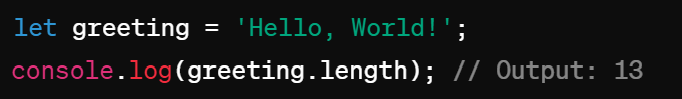 let greeting = 'Hello, World!';
console.log(greeting.length); // Output: 13